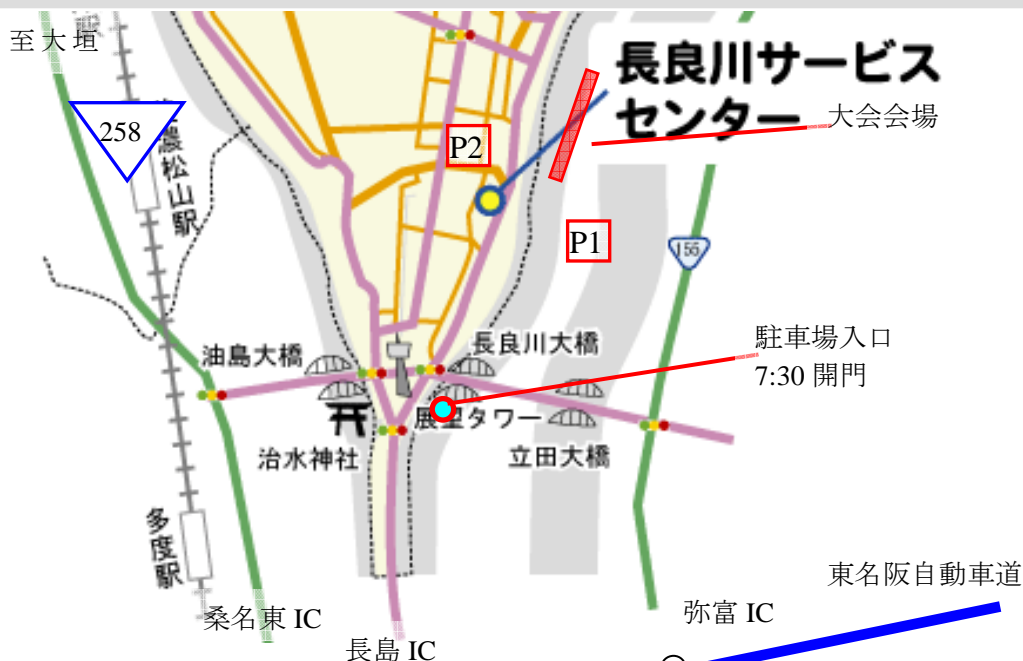 至大垣
長良川サービス
センター
大会会場
258
濃松山駅
P2
P1
155
駐車場入口
7:30 開門
油島大橋
長良川大橋
展望タワー
治水神社
立田大橋
多度駅
東名阪自動車道
桑名東 IC
弥富 IC
長島 IC